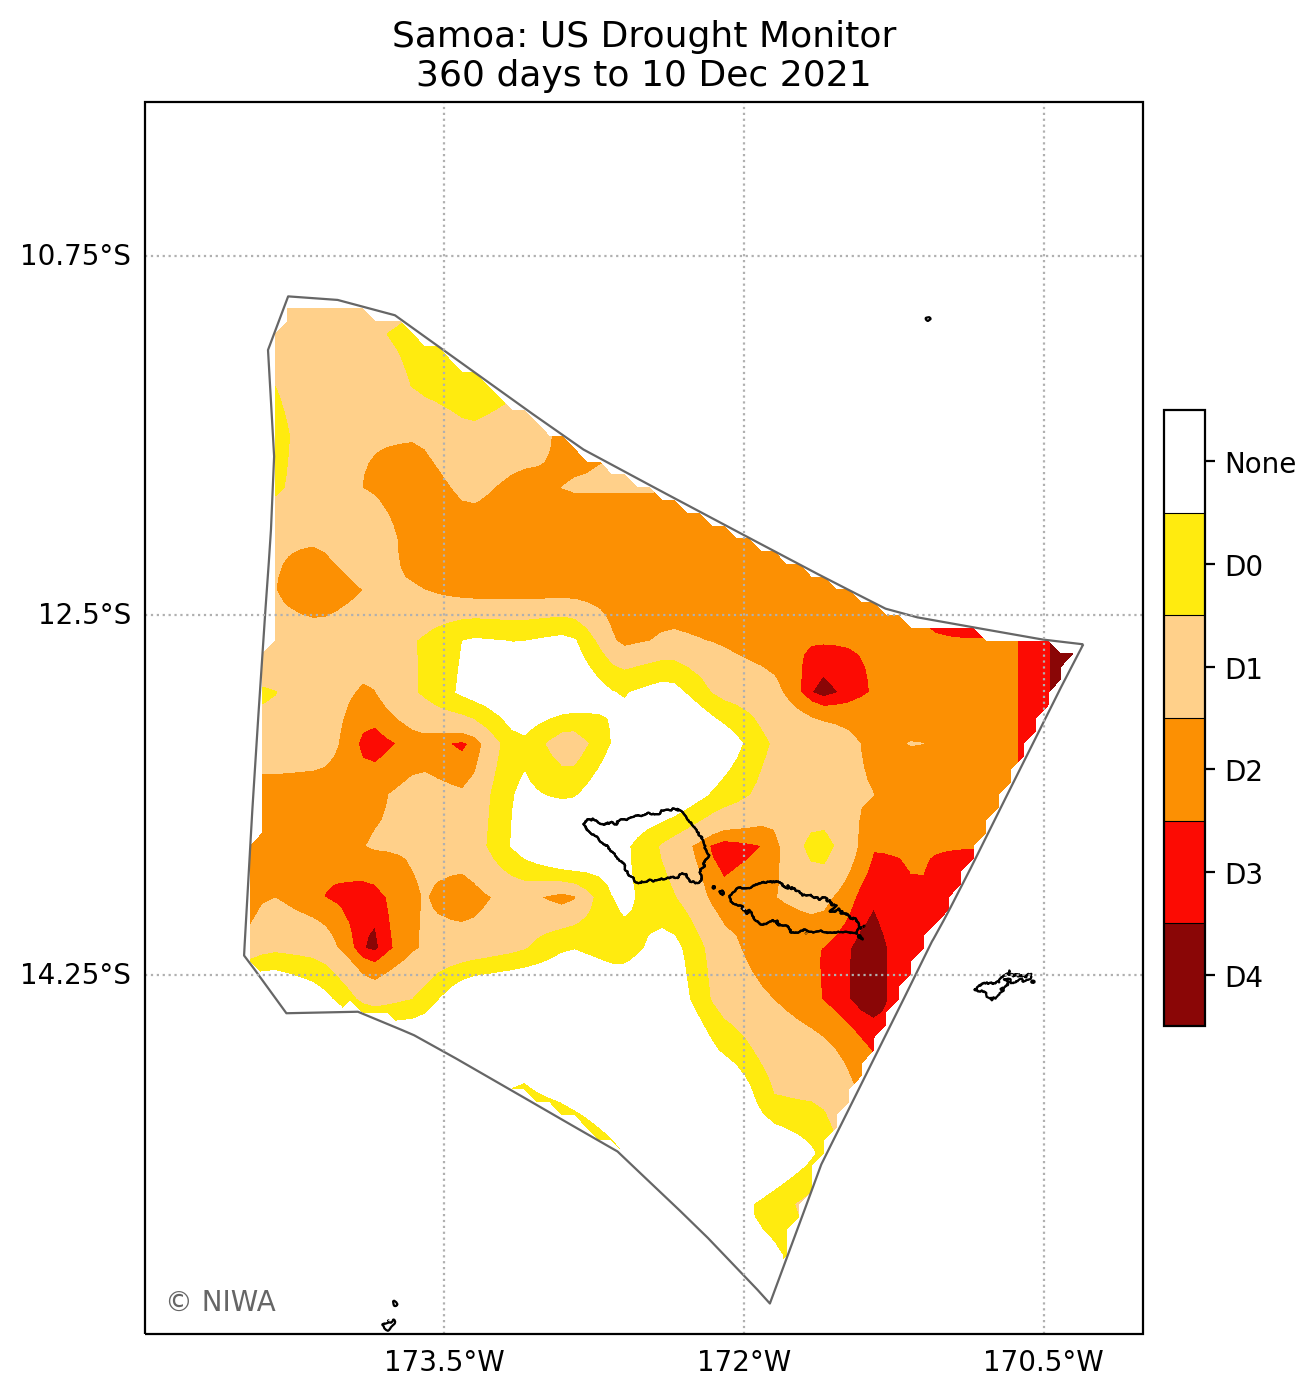 Samoa: US Drought Monitor
360 days to 10 Dec 2021
10.75°S
12.5°S
14.25°S
173.5°W
172°W
170.5°W
None
D0
D1
D2
D3
D4
© NIWA